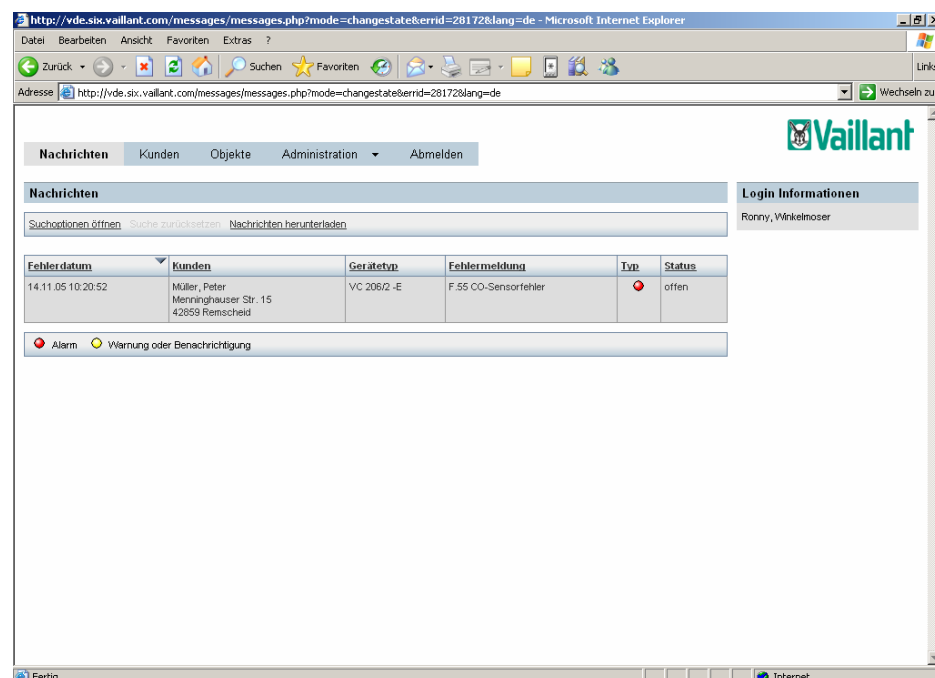 http://vde.six.vaillant.com/messages/messages.php?mode=changestate&errid=28172&lang=de - Microsoft Internet Explorer
Datei Bearbeiten Ansicht Favoriten Extras ?
Zurück Suchen Favoriten Links
Adresse http://vde.six.vaillant.com/messages/messages.php?mode=changestate&errid=28172&lang=de Wechseln zu
Vaillant
Nachrichten Kunden Objekte Administration Abmelden
Nachrichten Login Informationen
Suchoptionen öffnen Suche zurücksetzen Nachrichten herunterladen Ronny, Winkelmoser
Fehlerdatum Kunden Gerätetyp Fehlermeldung Typ Status
14.11.05 10:20:52 Müller, Peter VC 206/2 -E F.55 CO-Sensorfehler offen
Menninghauser Str. 15
42859 Remscheid
Alarm Warnung oder Benachrichtigung
Fertig Internet